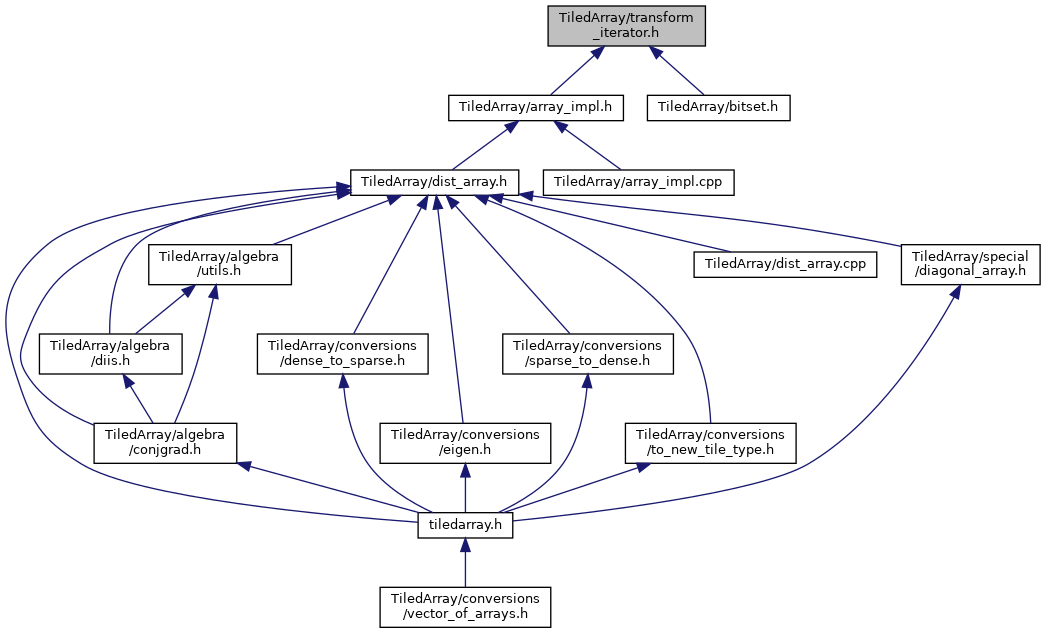 TiledArray/transform
_iterator.h
TiledArray/array_impl.h
TiledArray/bitset.h
TiledArray/dist_array.h
TiledArray/array_impl.cpp
TiledArray/algebra
/utils.h
TiledArray/dist_array.cpp
TiledArray/special
/diagonal_array.h
TiledArray/algebra
/diis.h
TiledArray/conversions
/dense_to_sparse.h
TiledArray/conversions
/sparse_to_dense.h
TiledArray/algebra
/conjgrad.h
TiledArray/conversions
/eigen.h
TiledArray/conversions
/to_new_tile_type.h
tiledarray.h
TiledArray/conversions
/vector_of_arrays.h